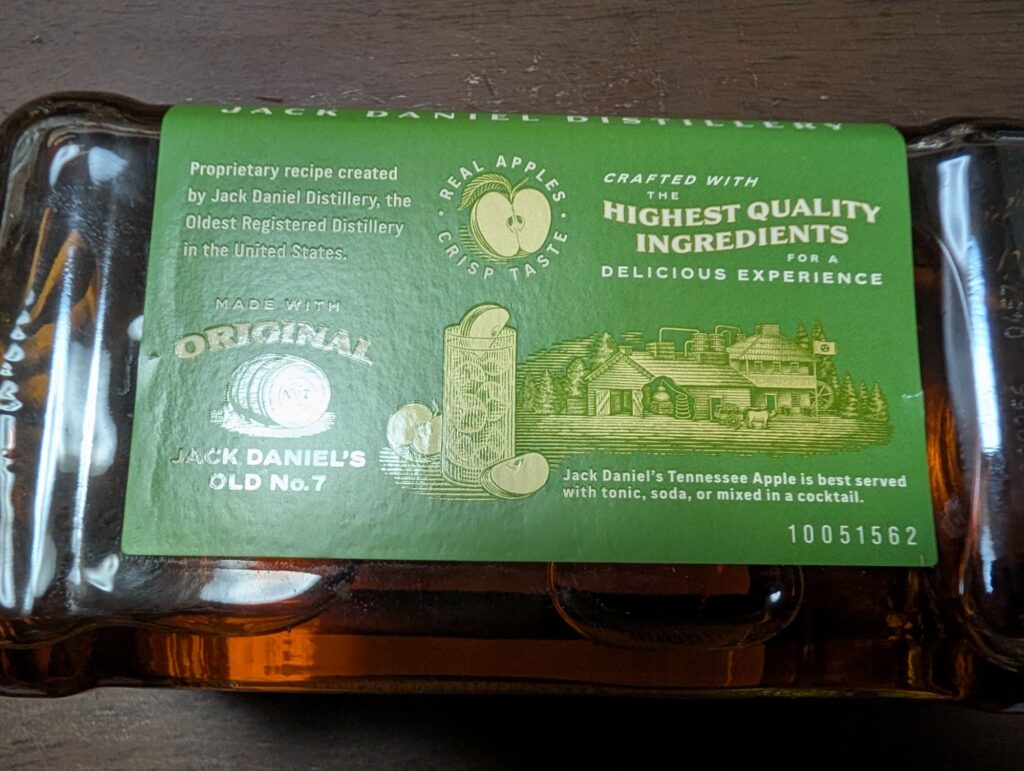 JACK DANIEL DISTILLERY
Proprietary recipe created
by Jack Daniel Distillery, the
Oldest Registered Distillery
in the United States.
REAL APPLES
CRISP TASTE
CRAFTED WITH
THE
HIGHEST QUALITY
INGREDIENTS
FOR A
DELICIOUS EXPERIENCE
MADE WITH
ORIGINAL
No 7
JACK DANIEL'S
OLD No.7
Jack Daniel's Tennessee Apple is best served
with tonic, soda, or mixed in a cocktail.
10051562